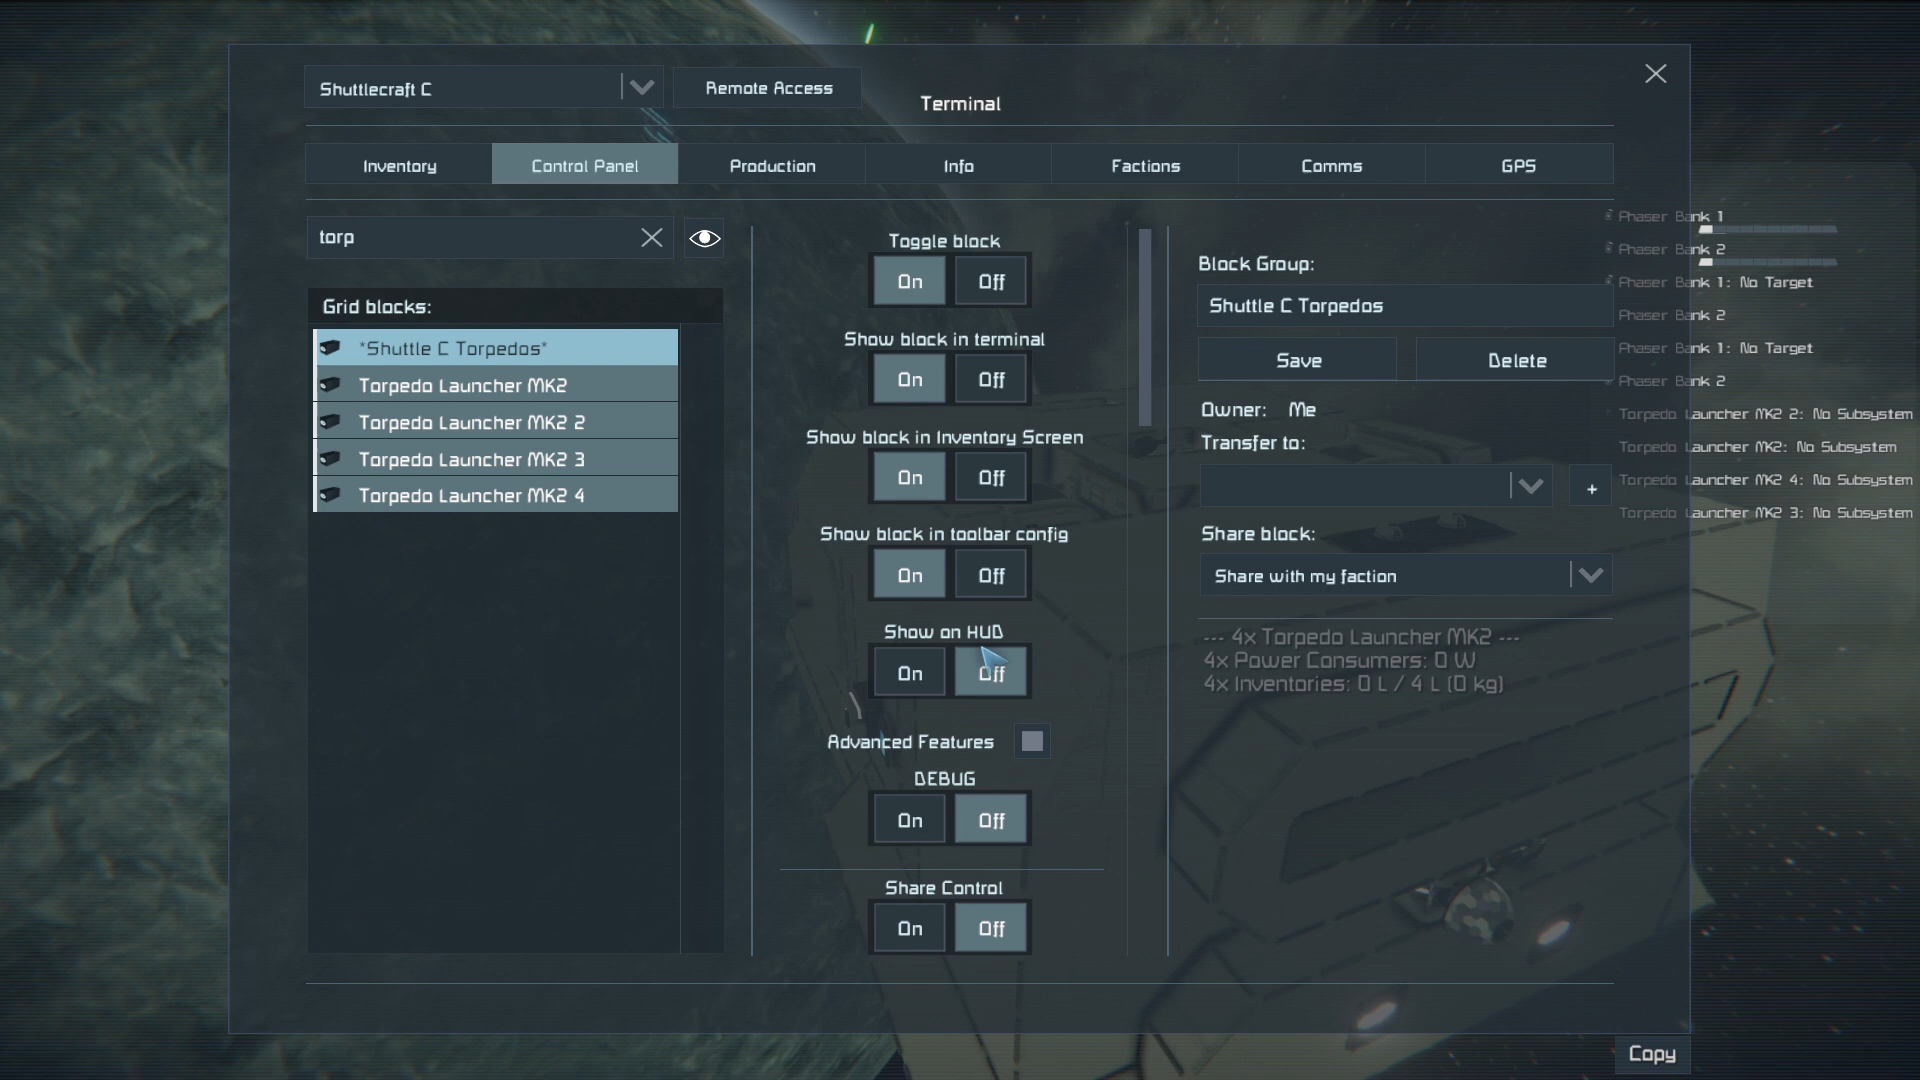 Shuttlecraft C
Remote Access
Terminal
Inventory
Control Panel
Production
Info
Factions
Comms
GPS
torp
Grid blocks:
*Shuttle C Torpedos*
Torpedo Launcher MK2
Torpedo Launcher MK2 2
Torpedo Launcher MK2 3
Torpedo Launcher MK2 4
Toggle block
On Off
Show block in terminal
On Off
Show block in Inventory Screen
On Off
Show block in toolbar config
On Off
Show on HUD
On Off
Advanced Features
DEBUG
On Off
Share Control
On Off
Block Group:
Shuttle C Torpedos
Save
Delete
Owner: Me
Transfer to:
+
Share block:
Share with my faction
--- 4x Torpedo Launcher MK2 ---
4x Power Consumers: 0 W
4x Inventories: 0 L / 4 L (0 kg)
Phaser Bank 1
Phaser Bank 2
Phaser Bank 1: No Target
Phaser Bank 2
Phaser Bank 1: No Target
Phaser Bank 2
Torpedo Launcher MK2 2: No Subsystem
Torpedo Launcher MK2: No Subsystem
Torpedo Launcher MK2 4: No Subsystem
Torpedo Launcher MK2 3: No Subsystem
Copy